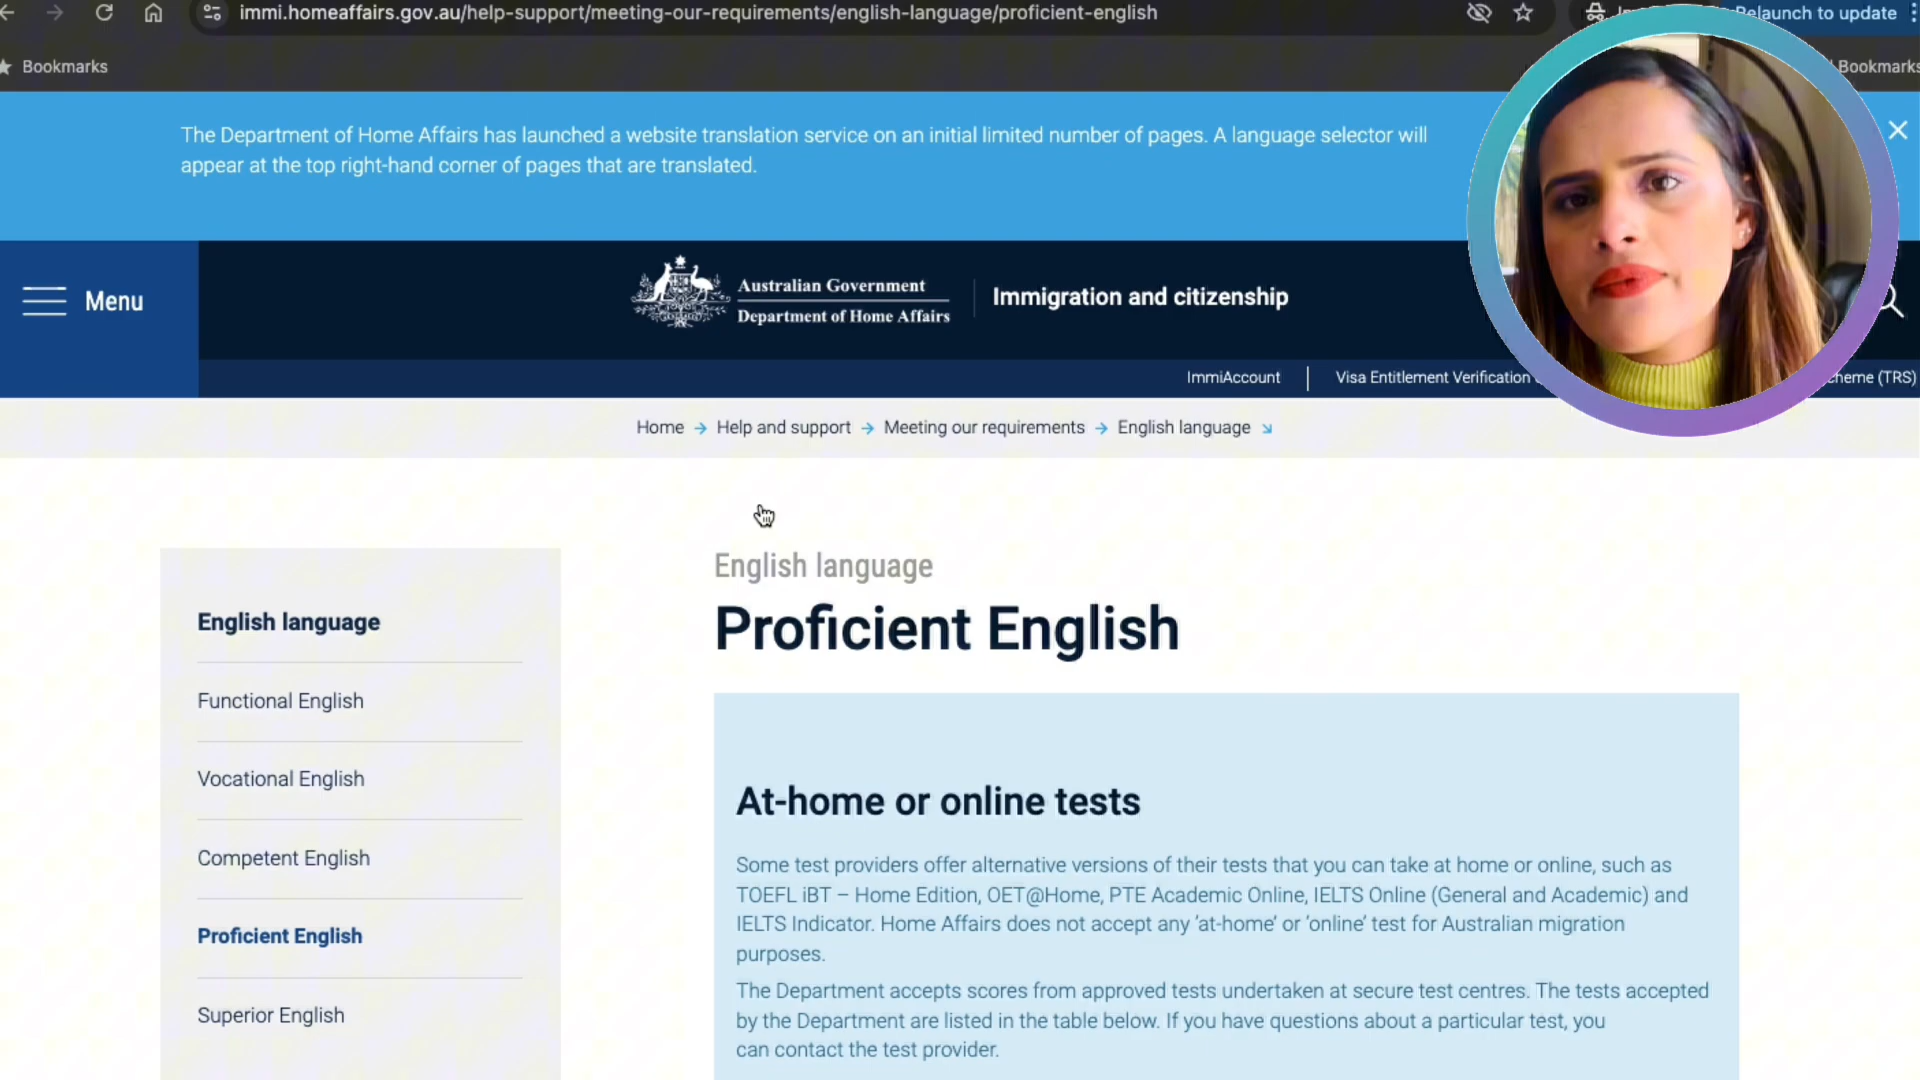 immi.homeaffairs.gov.au/help-support/meeting-our-requirements/english-language/proficient-english
Relaunch to update
Bookmarks
Bookmarks
The Department of Home Affairs has launched a website translation service on an initial limited number of pages. A language selector will
appear at the top right-hand corner of pages that are translated.
Menu
Australian Government
Department of Home Affairs
Immigration and citizenship
ImmiAccount
Visa Entitlement Verification
(TRS)
Home
Help and support
Meeting our requirements
English language
English language
Functional English
Vocational English
Competent English
Proficient English
Superior English
English language
Proficient English
At-home or online tests
Some test providers offer alternative versions of their tests that you can take at home or online, such as
TOEFL iBT – Home Edition, OET@Home, PTE Academic Online, IELTS Online (General and Academic) and
IELTS Indicator. Home Affairs does not accept any 'at-home' or 'online' test for Australian migration
purposes.
The Department accepts scores from approved tests undertaken at secure test centres. The tests accepted
by the Department are listed in the table below. If you have questions about a particular test, you
can contact the test provider.